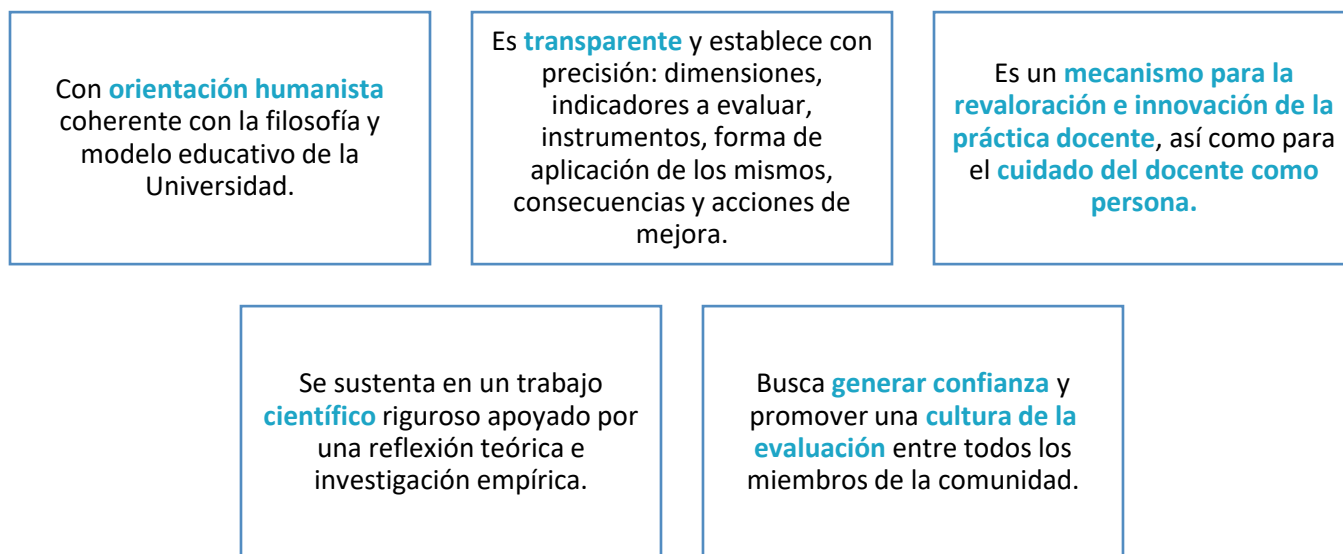 Con orientación humanista
coherente con la filosofía y
modelo educativo de la
Universidad.
Es transparente y establece con
precisión: dimensiones,
indicadores a evaluar,
instrumentos, forma de
aplicación de los mismos,
consecuencias y acciones de
mejora.
Es un mecanismo para la
revaloración e innovación de la
práctica docente, así como para
el cuidado del docente como
persona.
Se sustenta en un trabajo
científico riguroso apoyado por
una reflexión teórica e
investigación empírica.
Busca generar confianza y
promover una cultura de la
evaluación entre todos los
miembros de la comunidad.